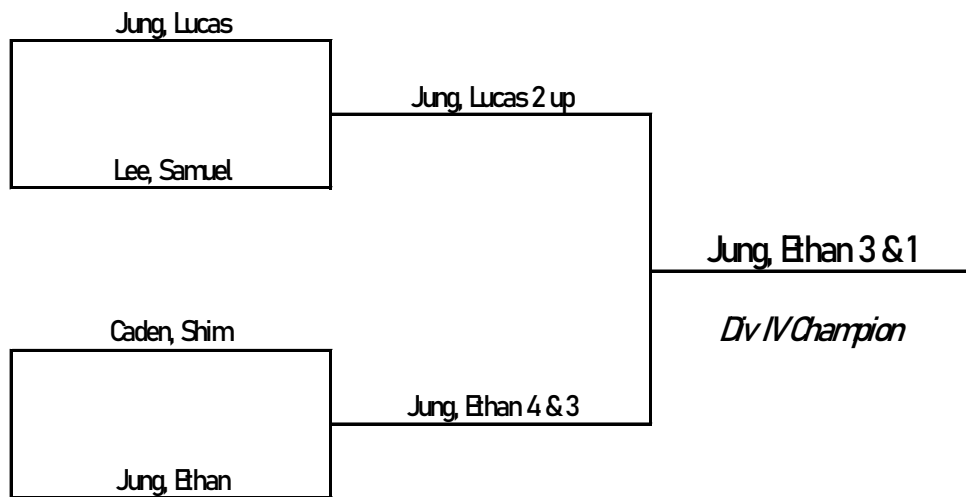 Jung, Lucas
Jung, Lucas 2 up
Lee, Samuel
Jung, Ethan 3 & 1
Caden, Shim
Div IV Champion
Jung, Ethan 4 & 3
Jung, Ethan